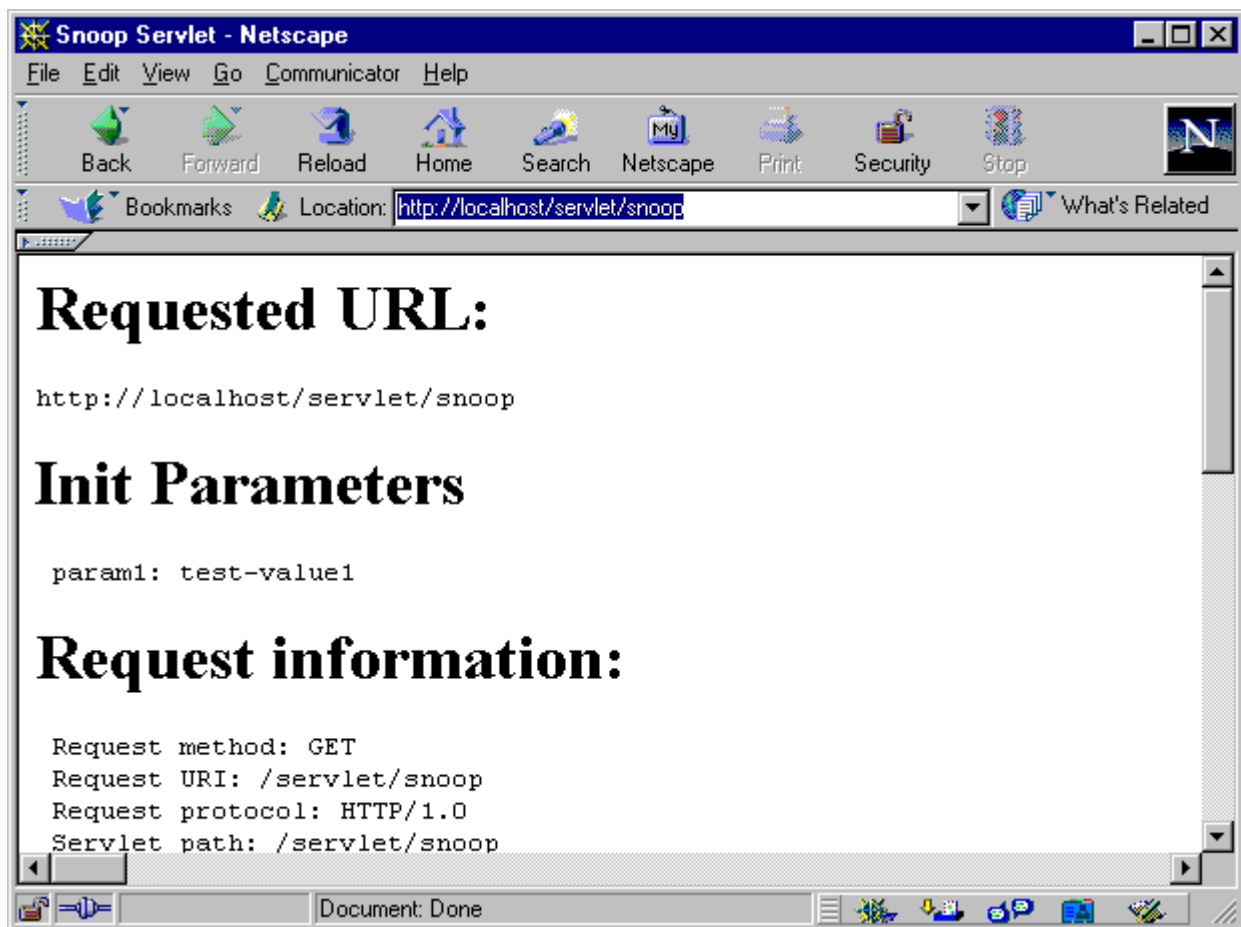 Snoop Servlet - Netscape
File Edit View Go Communicator Help
Back Forward Reload Home Search My Netscape Print Security Stop N
Bookmarks Location: http://localhost/servlet/snoop What's Related
Requested URL:
http://localhost/servlet/snoop
Init Parameters
param1: test-value1
Request information:
Request method: GET
Request URI: /servlet/snoop
Request protocol: HTTP/1.0
Servlet path: /servlet/snoop
Document: Done